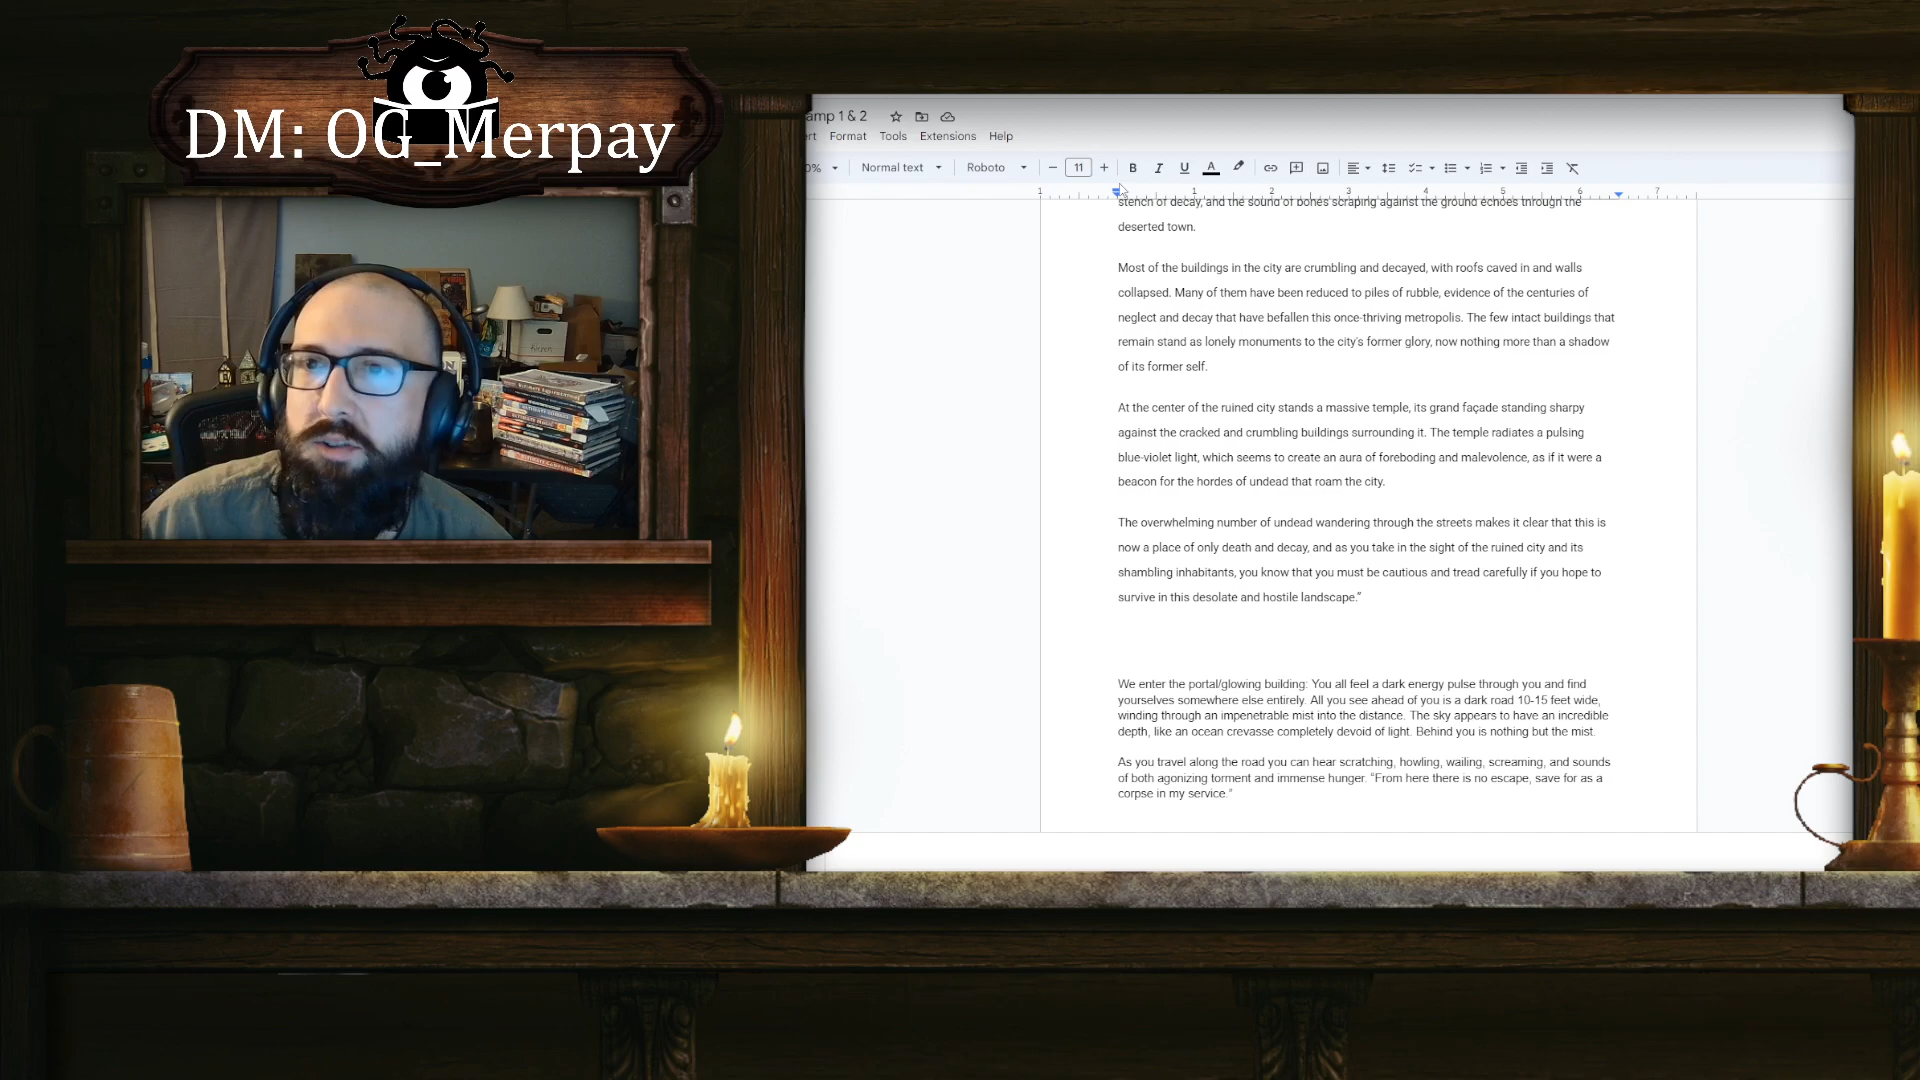 DM: OG_Merpay
amp 1 & 2
ert Format Tools Extensions Help
0% Normal text Roboto 11 B I U A
1 1 2 3 4 5 6 7
stench of decay, and the sound of bones scraping against the ground echoes through the
deserted town.
Most of the buildings in the city are crumbling and decayed, with roofs caved in and walls
collapsed. Many of them have been reduced to piles of rubble, evidence of the centuries of
neglect and decay that have befallen this once-thriving metropolis. The few intact buildings that
remain stand as lonely monuments to the city's former glory, now nothing more than a shadow
of its former self.
At the center of the ruined city stands a massive temple, its grand façade standing sharpy
against the cracked and crumbling buildings surrounding it. The temple radiates a pulsing
blue-violet light, which seems to create an aura of foreboding and malevolence, as if it were a
beacon for the hordes of undead that roam the city.
The overwhelming number of undead wandering through the streets makes it clear that this is
now a place of only death and decay, and as you take in the sight of the ruined city and its
shambling inhabitants, you know that you must be cautious and tread carefully if you hope to
survive in this desolate and hostile landscape."
We enter the portal/glowing building: You all feel a dark energy pulse through you and find
yourselves somewhere else entirely. All you see ahead of you is a dark road 10-15 feet wide,
winding through an impenetrable mist into the distance. The sky appears to have an incredible
depth, like an ocean crevasse completely devoid of light. Behind you is nothing but the mist.
As you travel along the road you can hear scratching, howling, wailing, screaming, and sounds
of both agonizing torment and immense hunger. "From here there is no escape, save for as a
corpse in my service."